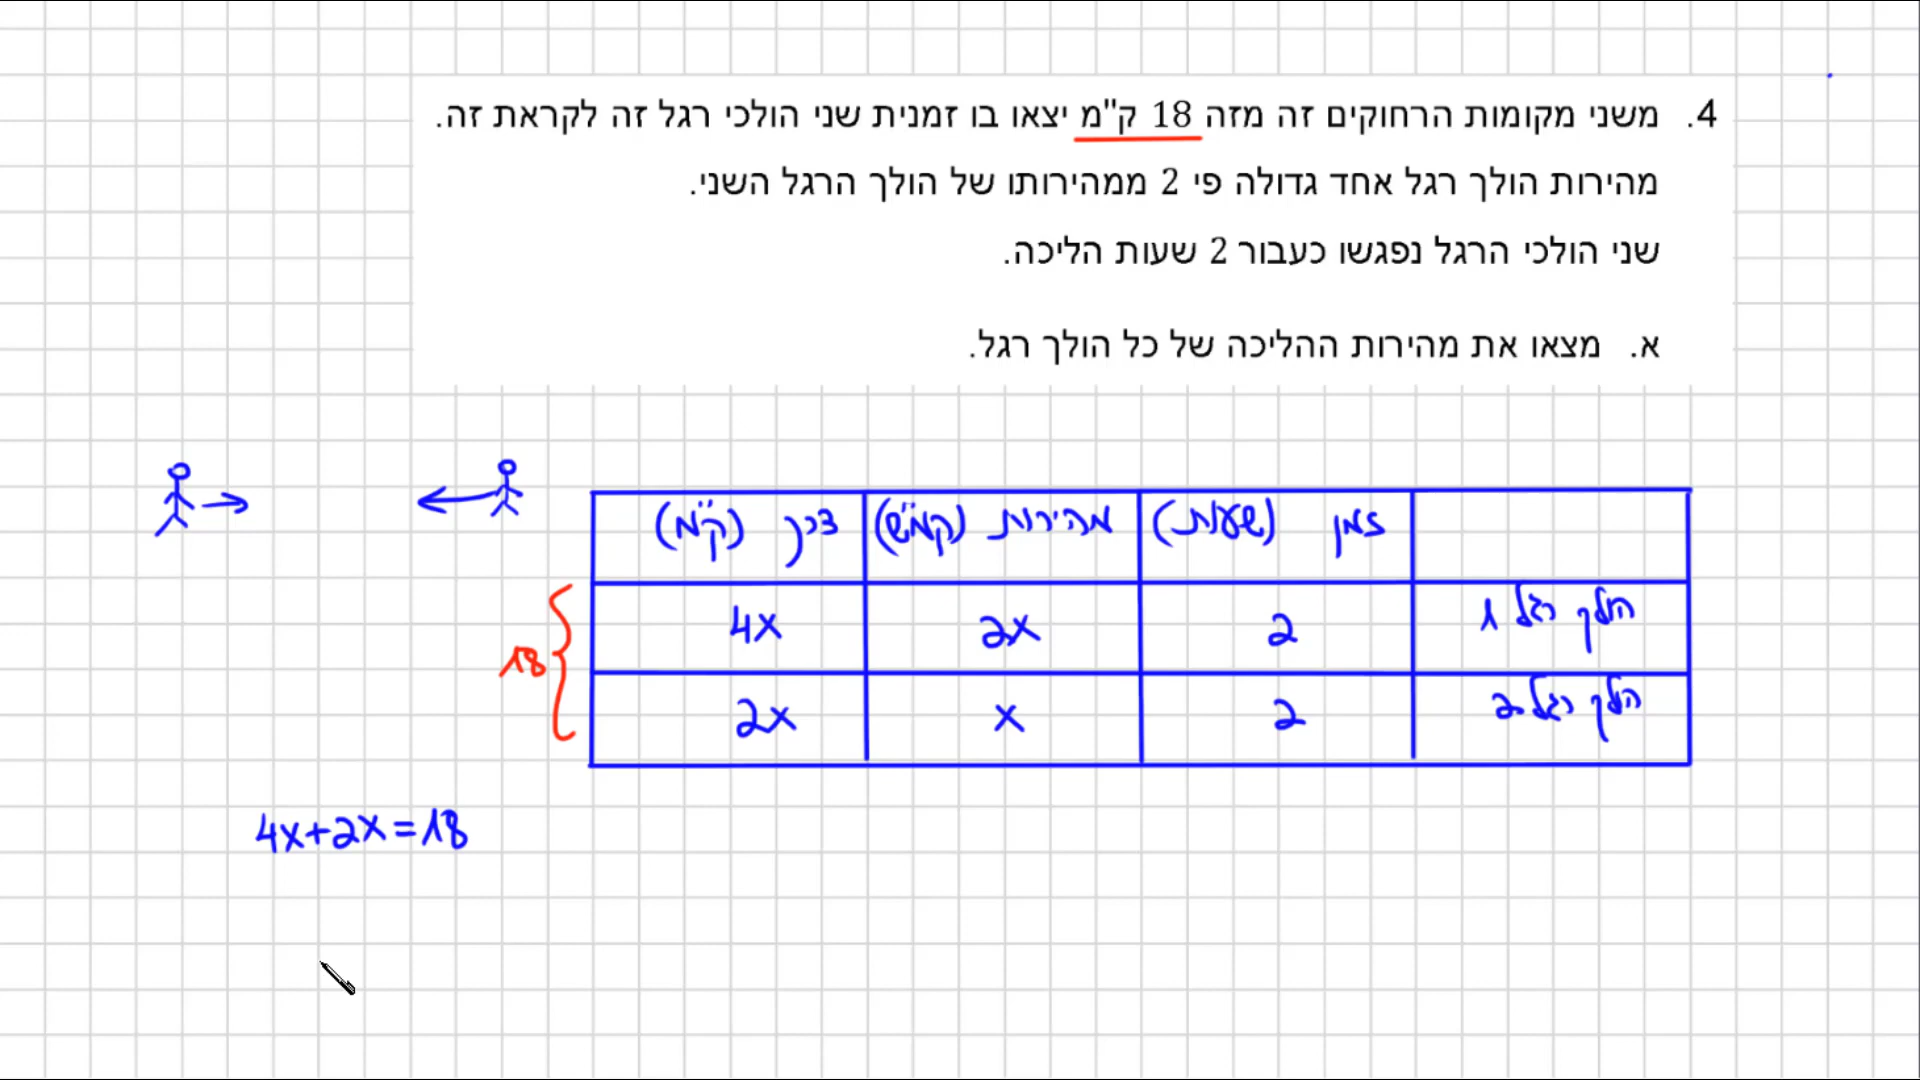 4. משני מקומות הרחוקים זה מזה 18 ק"מ יצאו בו זמנית שני הולכי רגל זה לקראת זה.
מהירות הולך רגל אחד גדולה פי 2 ממהירותו של הולך הרגל השני.
שני הולכי הרגל נפגשו כעבור 2 שעות הליכה.
א. מצאו את מהירות ההליכה של כל הולך רגל.
זמן (שעות) מהירות (קמ"ש) דרך (ק"מ)
הולך רגל 1 2 2x 4x
18
הולך רגל 2 2 x 2x
4x+2x=18